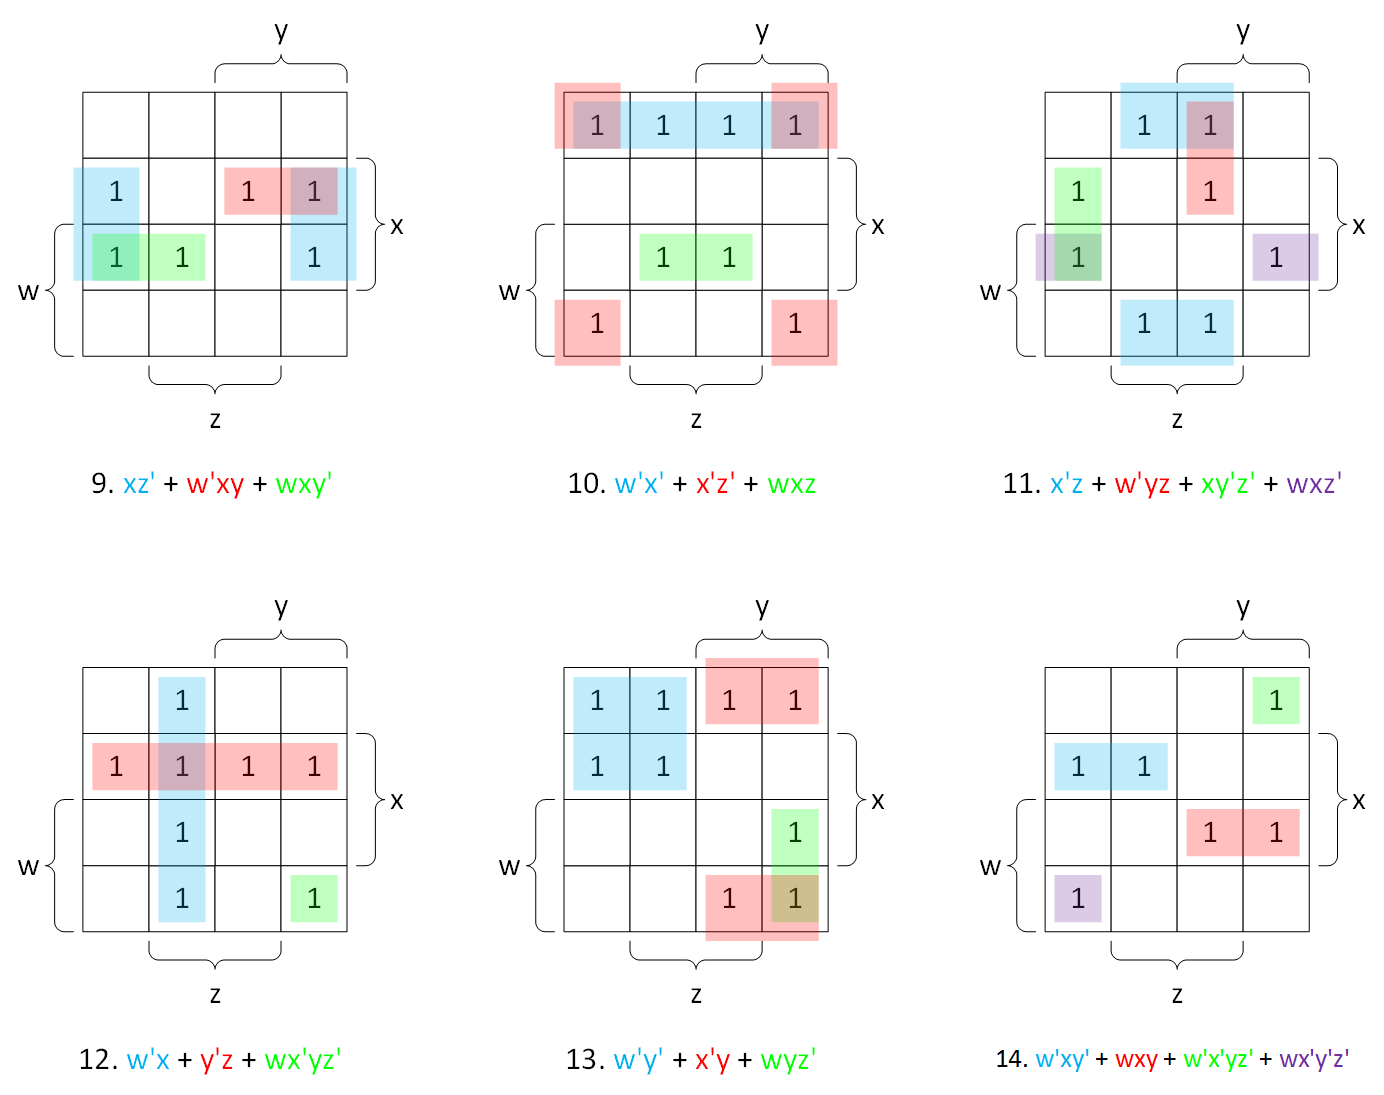 y y y
1 1 1 1 1 1
1 1 1 1 1
x x x
1 1 1 1 1 1 1
w w w
1 1 1 1
z z z
9. xz' + w'xy + wxy' 10. w'x' + x'z' + wxz 11. x'z + w'yz + xy'z' + wxz'
y y y
1 1 1 1 1 1
1 1 1 1 1 1 1 1
x x x
1 1 1 1
w w w
1 1 1 1 1
z z z
12. w'x + y'z + wx'yz' 13. w'y' + x'y + wyz' 14. w'xy' + wxy + w'x'yz' + wx'y'z'